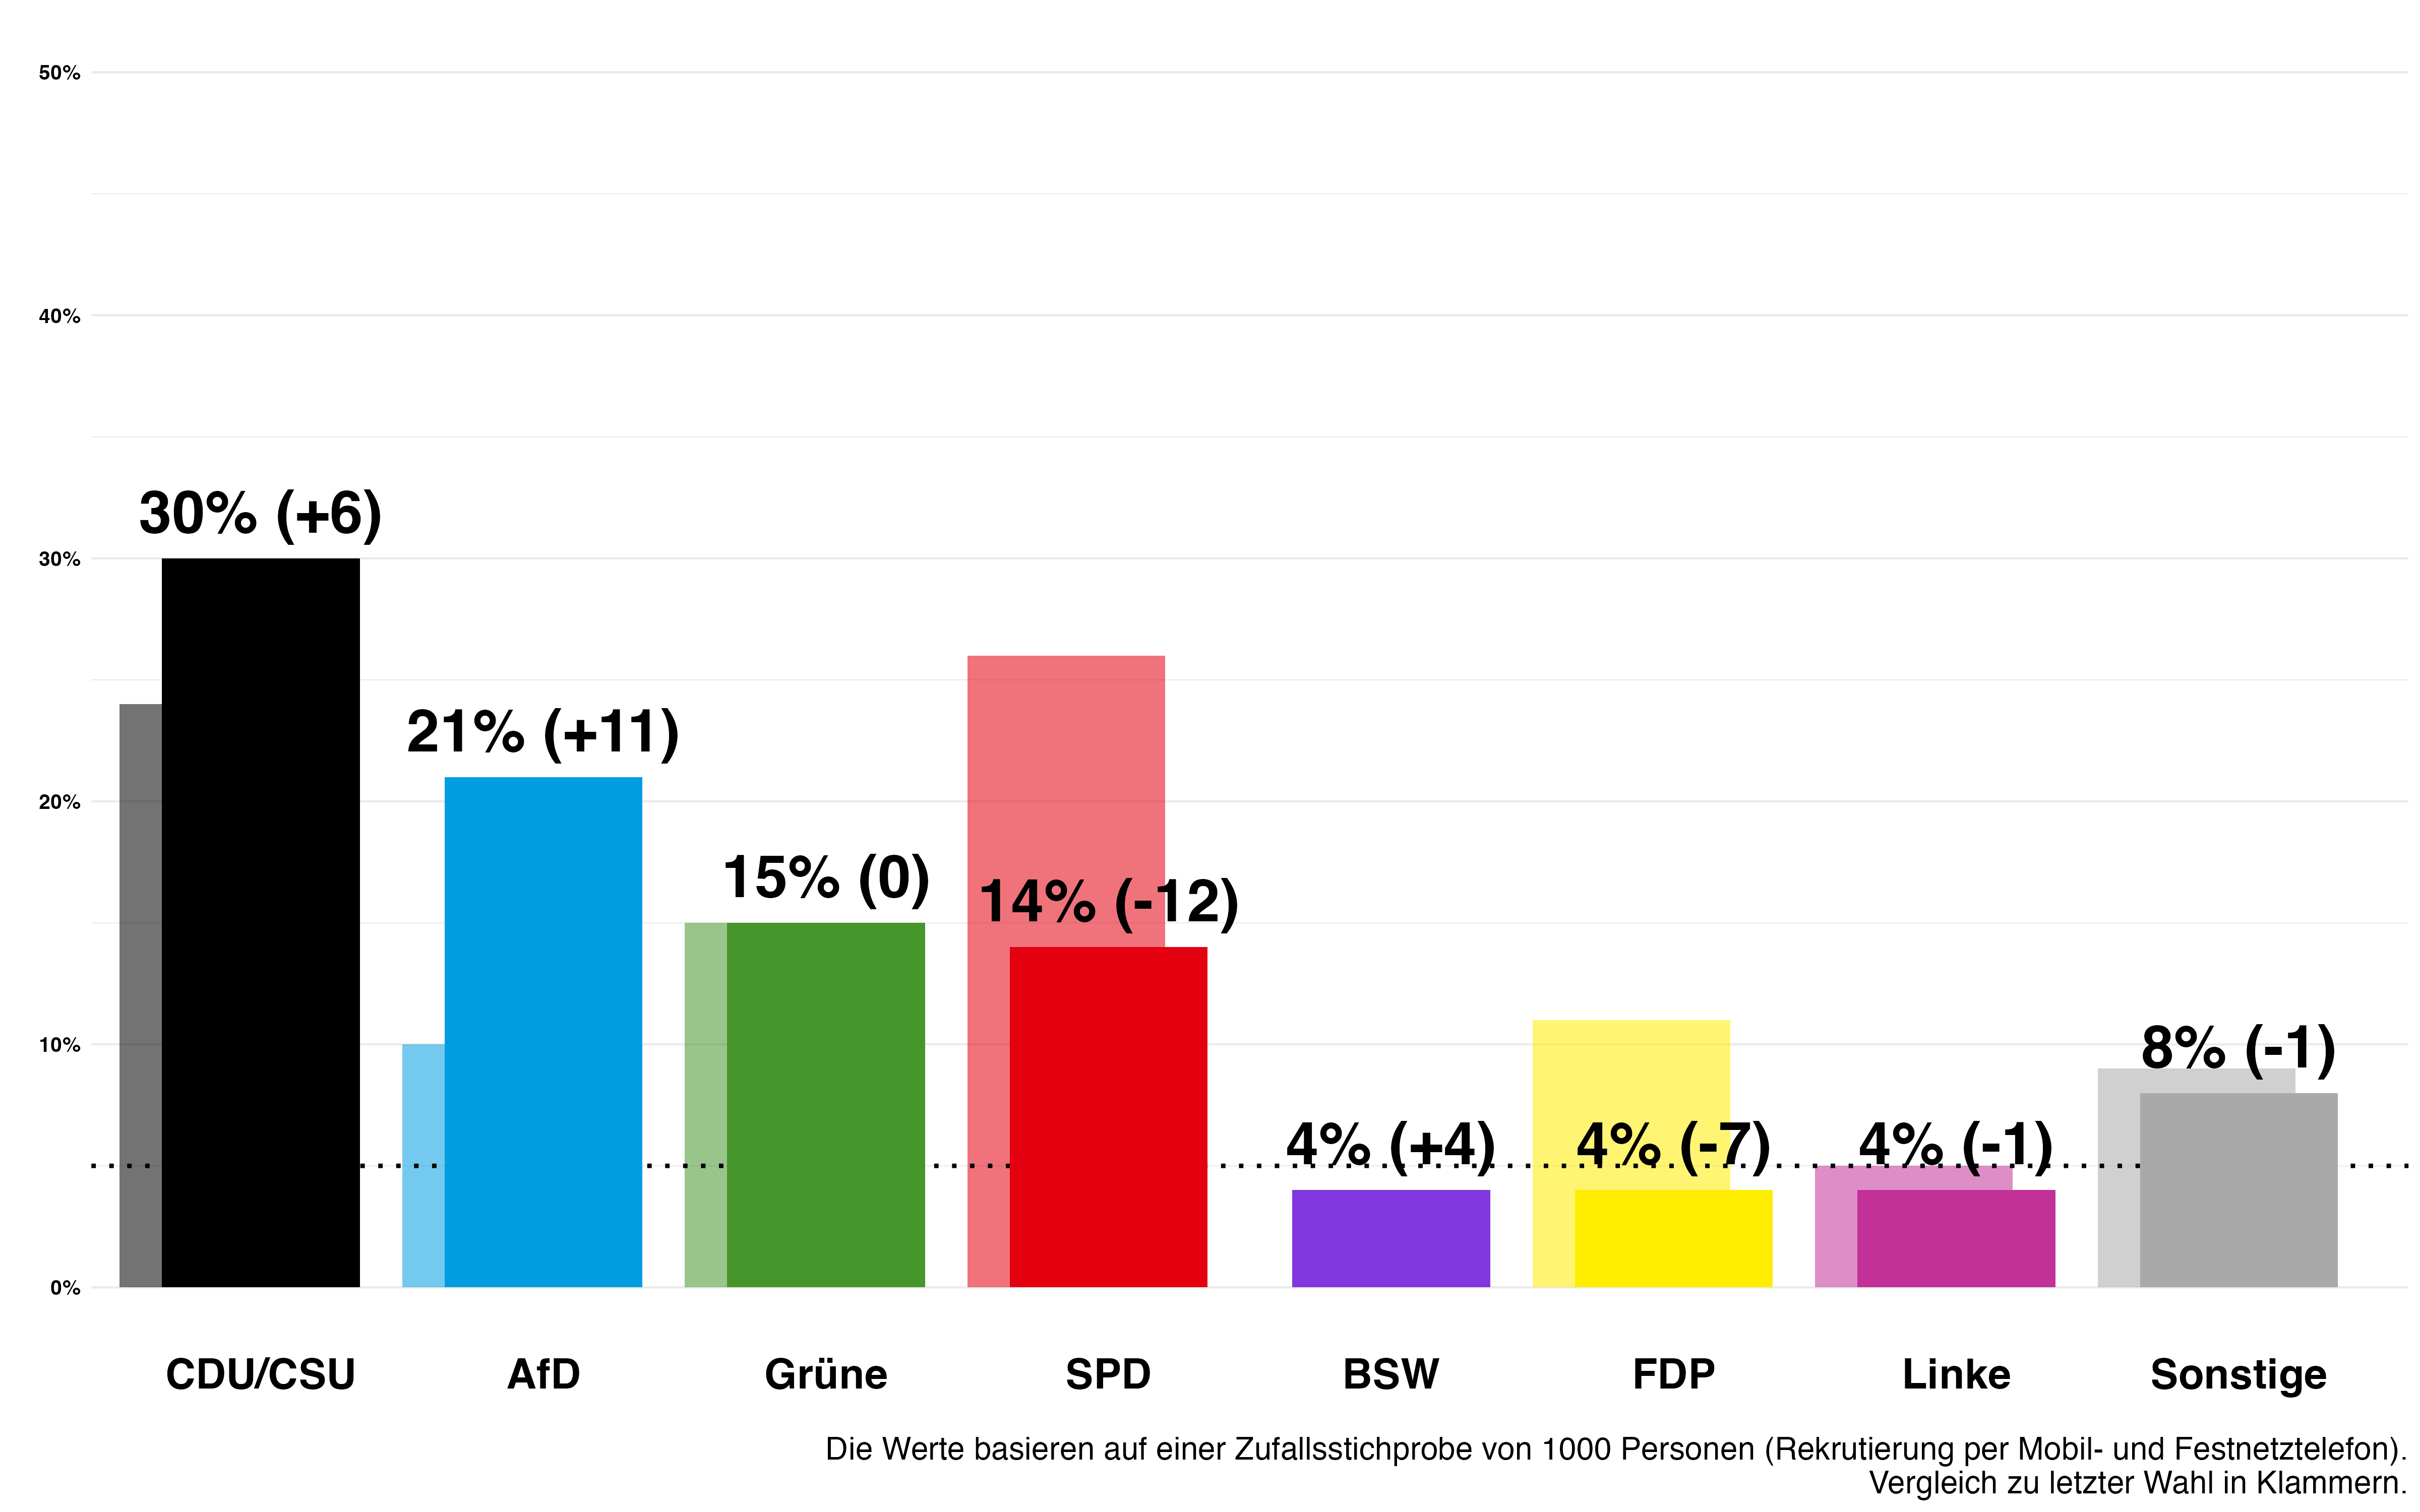 50%
40%
30%
20%
10%
0%
30% (+6)
21% (+11)
15% (0)
14% (-12)
4% (+4)
4% (-7)
4% (-1)
8% (-1)
CDU/CSU
AfD
Grüne
SPD
BSW
FDP
Linke
Sonstige
Die Werte basieren auf einer Zufallsstichprobe von 1000 Personen (Rekrutierung per Mobil- und Festnetztelefon).
Vergleich zu letzter Wahl in Klammern.